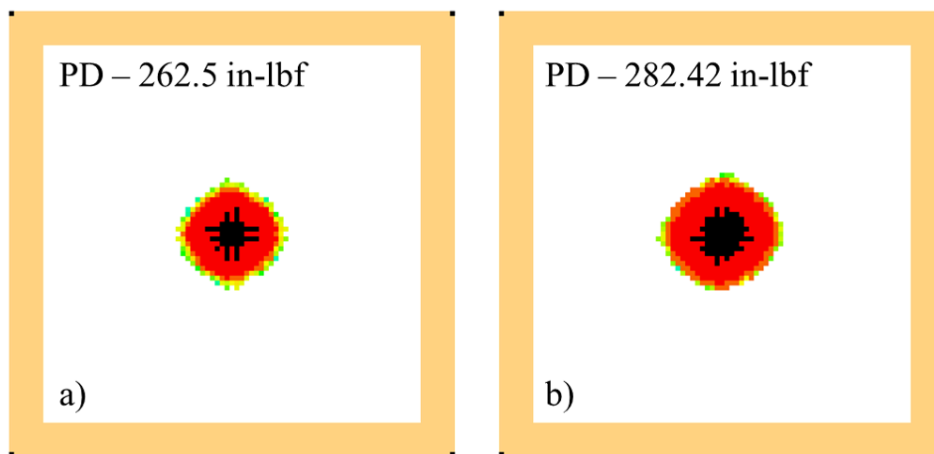 PD – 262.5 in-lbf
a)
PD – 282.42 in-lbf
b)